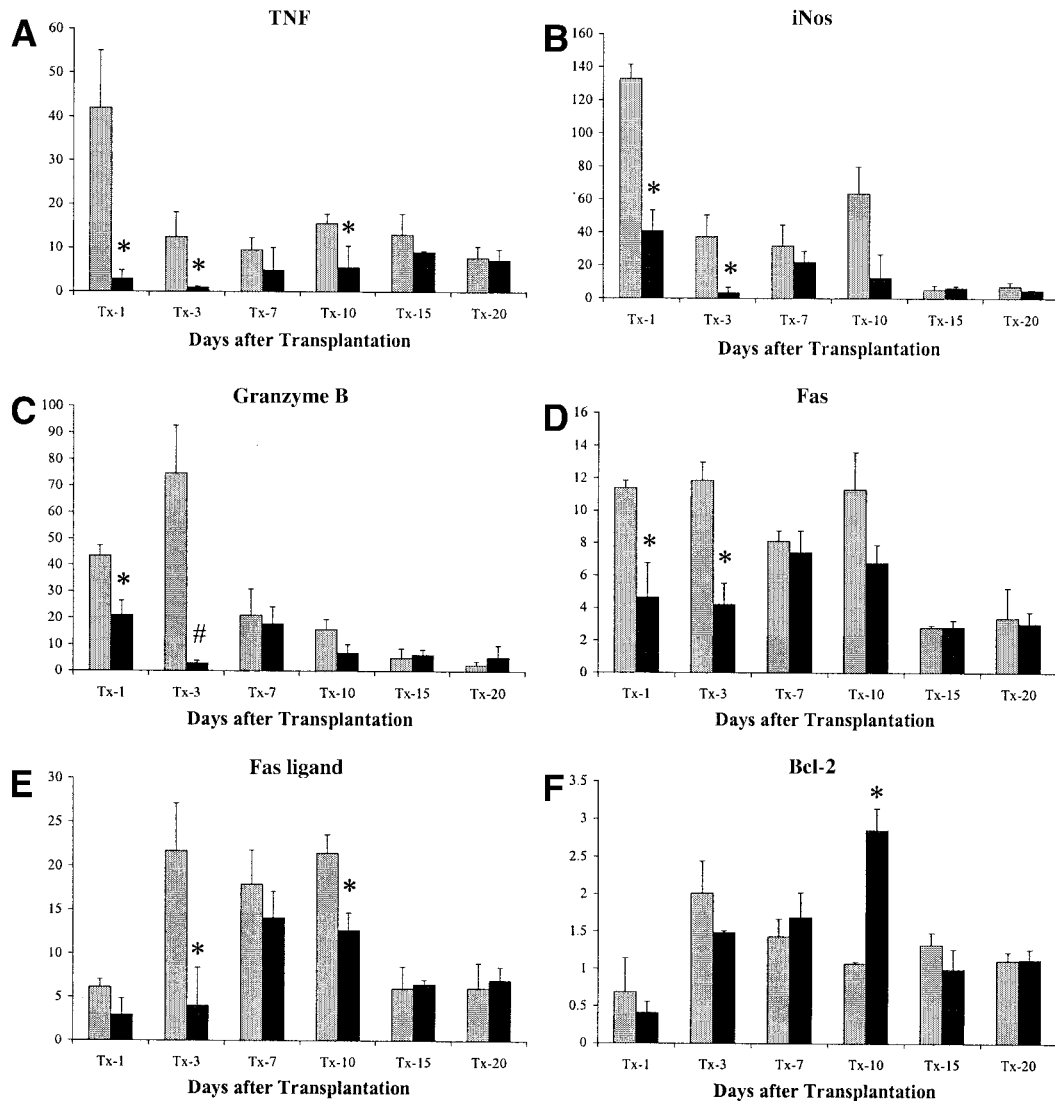 A
TNF
60
50
40
30
20
10
0
*
*
*
Tx-1 Tx-3 Tx-7 Tx-10 Tx-15 Tx-20
Days after Transplantation
B
iNos
160
140
120
100
80
60
40
20
0
*
*
Tx-1 Tx-3 Tx-7 Tx-10 Tx-15 Tx-20
Days after Transplantation
C
Granzyme B
100
90
80
70
60
50
40
30
20
10
0
*
#
Tx-1 Tx-3 Tx-7 Tx-10 Tx-15 Tx-20
Days after Transplantation
D
Fas
16
14
12
10
8
6
4
2
0
*
*
Tx-1 Tx-3 Tx-7 Tx-10 Tx-15 Tx-20
Days after Transplantation
E
Fas ligand
30
25
20
15
10
5
0
*
*
Tx-1 Tx-3 Tx-7 Tx-10 Tx-15 Tx-20
Days after Transplantation
F
Bcl-2
3.5
3
2.5
2
1.5
1
0.5
0
*
Tx-1 Tx-3 Tx-7 Tx-10 Tx-15 Tx-20
Days after Transplantation